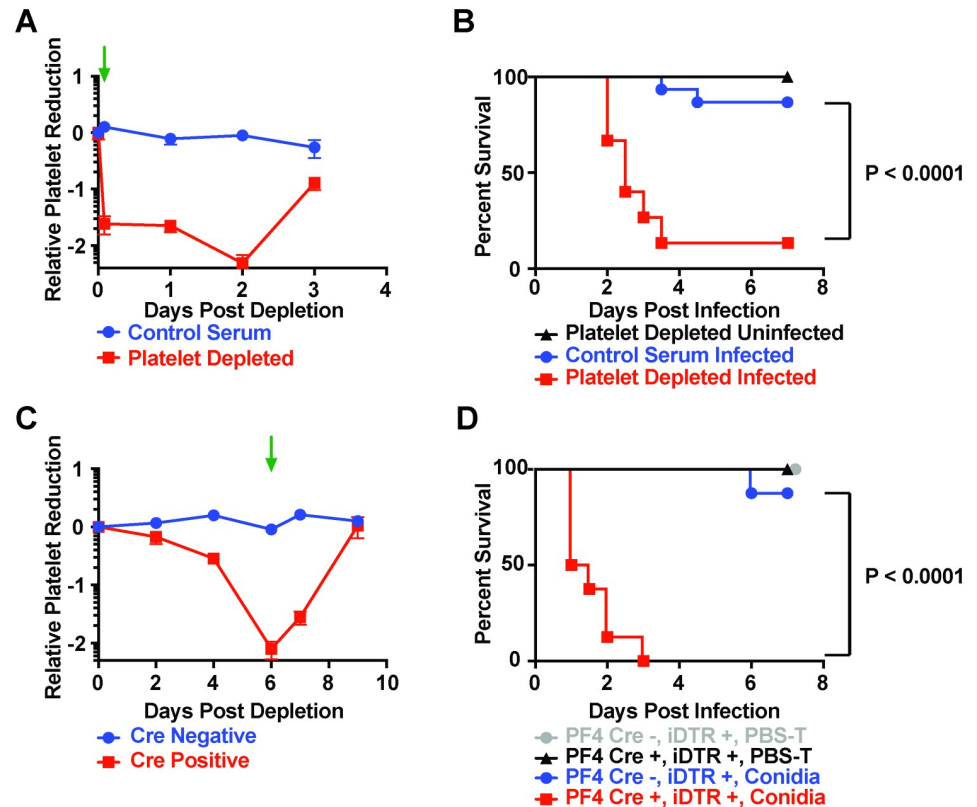 A
Relative Platelet Reduction
1
0
-1
-2
0 1 2 3 4
Days Post Depletion
Control Serum
Platelet Depleted
B
Percent Survival
100
50
0
0 2 4 6 8
Days Post Infection
P < 0.0001
Platelet Depleted Uninfected
Control Serum Infected
Platelet Depleted Infected
C
Relative Platelet Reduction
1
0
-1
-2
0 2 4 6 8 10
Days Post Depletion
Cre Negative
Cre Positive
D
Percent Survival
100
50
0
0 2 4 6 8
Days Post Infection
P < 0.0001
PF4 Cre -, iDTR +, PBS-T
PF4 Cre +, iDTR +, PBS-T
PF4 Cre -, iDTR +, Conidia
PF4 Cre +, iDTR +, Conidia